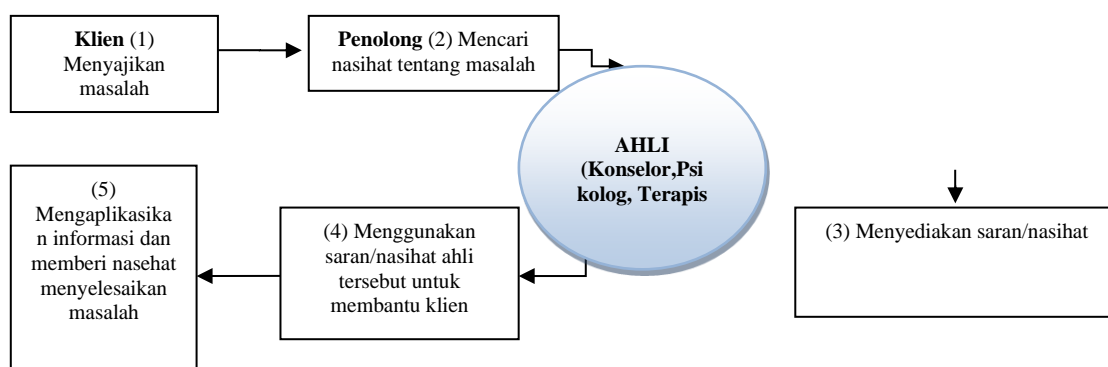 Klien (1)
Menyajikan
masalah
Penolong (2) Mencari
nasihat tentang masalah
AHLI
(Konselor,Psi
kolog, Terapis
(3) Menyediakan saran/nasihat
(4) Menggunakan
saran/nasihat ahli
tersebut untuk
membantu klien
(5)
Mengaplikasika
n informasi dan
memberi nasehat
menyelesaikan
masalah